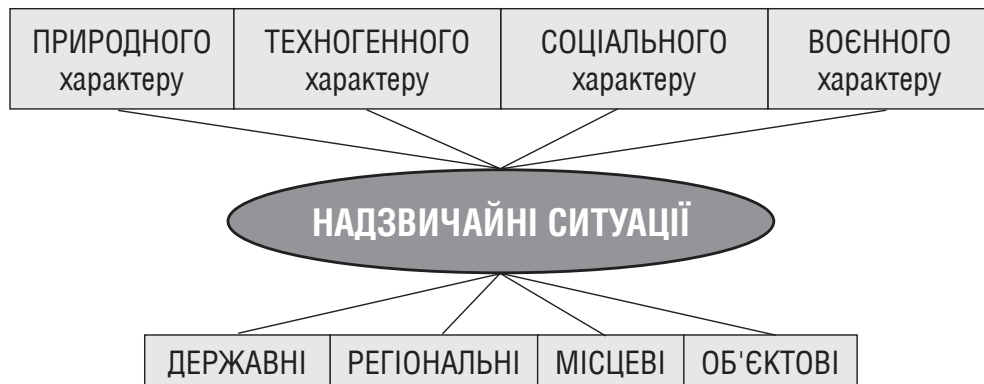 ПРИРОДНОГО
характеру
ТЕХНОГЕННОГО
характеру
СОЦІАЛЬНОГО
характеру
ВОЄННОГО
характеру
НАДЗВИЧАЙНІ СИТУАЦІЇ
ДЕРЖАВНІ
РЕГІОНАЛЬНІ
МІСЦЕВІ
ОБ'ЄКТОВІ